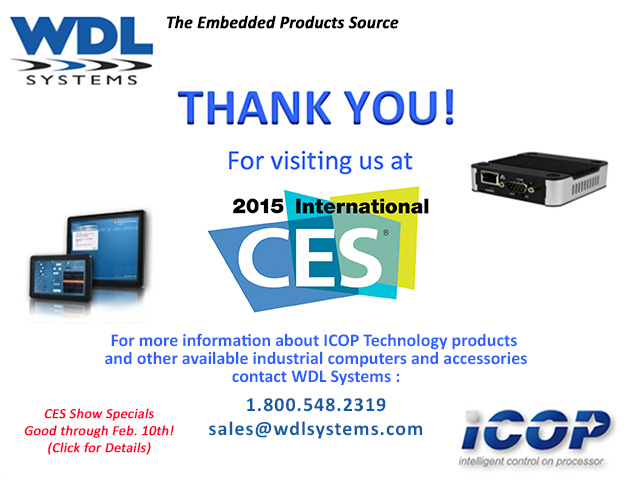 WDL
SYSTEMS
The Embedded Products Source
THANK YOU!
For visiting us at
2015 International
CES®
For more information about ICOP Technology products
and other available industrial computers and accessories
contact WDL Systems :
1.800.548.2319
sales@wdlsystems.com
CES Show Specials
Good through Feb. 10th!
(Click for Details)
icop
intelligent control on processor